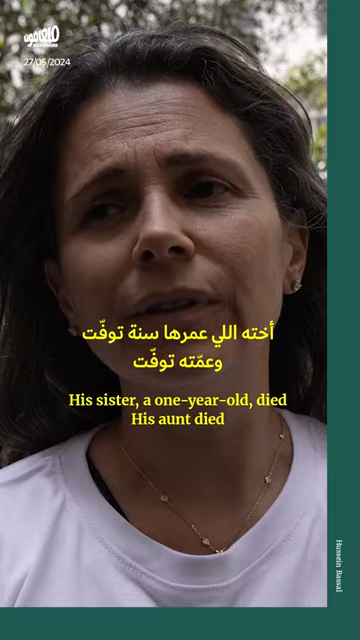 27/05/2024
أخته اللي عمرها سنة توفّت
وعمّته توفّت
His sister, a one-year-old, died
His aunt died
Hussein Bassal